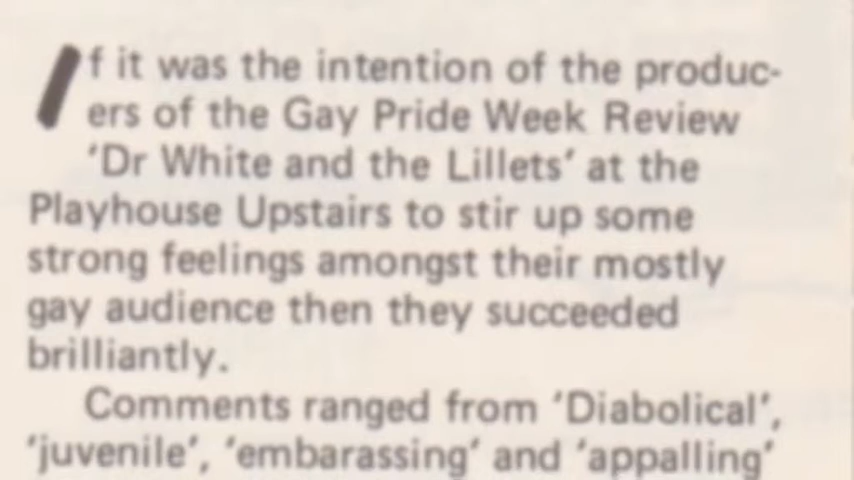 If it was the intention of the produc-
ers of the Gay Pride Week Review
'Dr White and the Lillets' at the
Playhouse Upstairs to stir up some
strong feelings amongst their mostly
gay audience then they succeeded
brilliantly.
Comments ranged from 'Diabolical',
'juvenile', 'embarassing' and 'appalling'